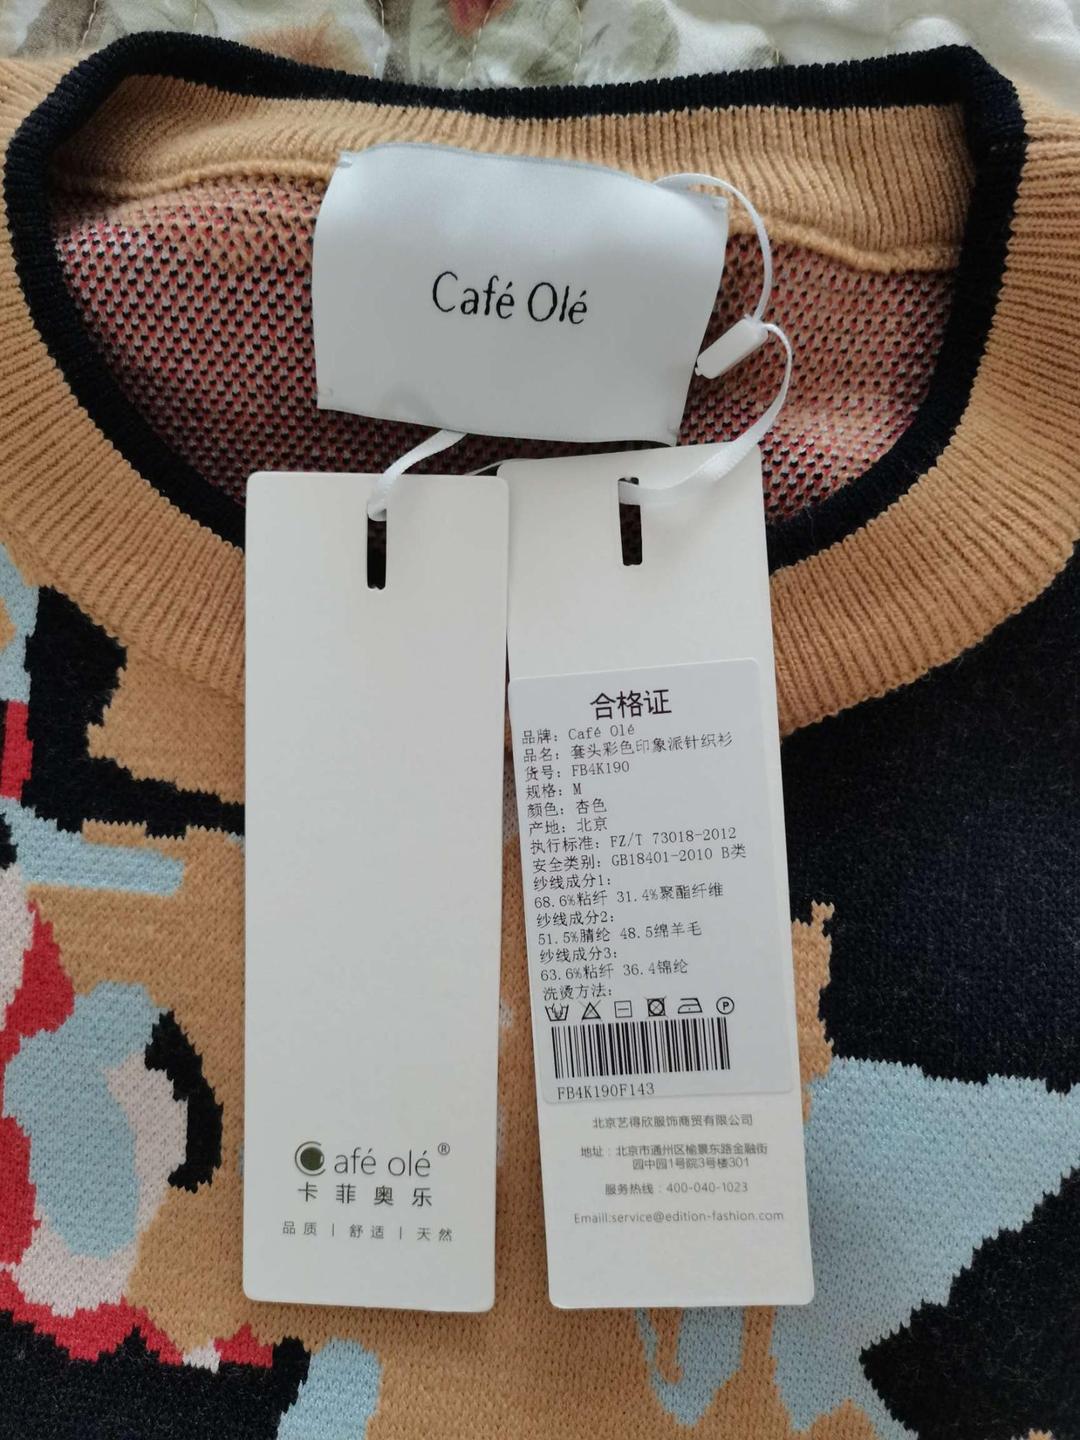 Café Olé
Café olé®
卡菲奥乐
品质 | 舒适 | 天然
合格证
品牌: Café Olé
品名: 套头彩色印象派针织衫
货号: FB4K190
规格: M
颜色: 杏色
产地: 北京
执行标准: FZ/T 73018-2012
安全类别: GB18401-2010 B类
纱线成分1:
68.6%粘纤 31.4%聚酯纤维
纱线成分2:
51.5%腈纶 48.5绵羊毛
纱线成分3:
63.6%粘纤 36.4锦纶
洗烫方法:
P
FB4K190F143
北京艺得欣服饰商贸有限公司
地址：北京市通州区榆景东路金融街
园中园1号院3号楼301
服务热线：400-040-1023
Emaill:service@edition-fashion.com